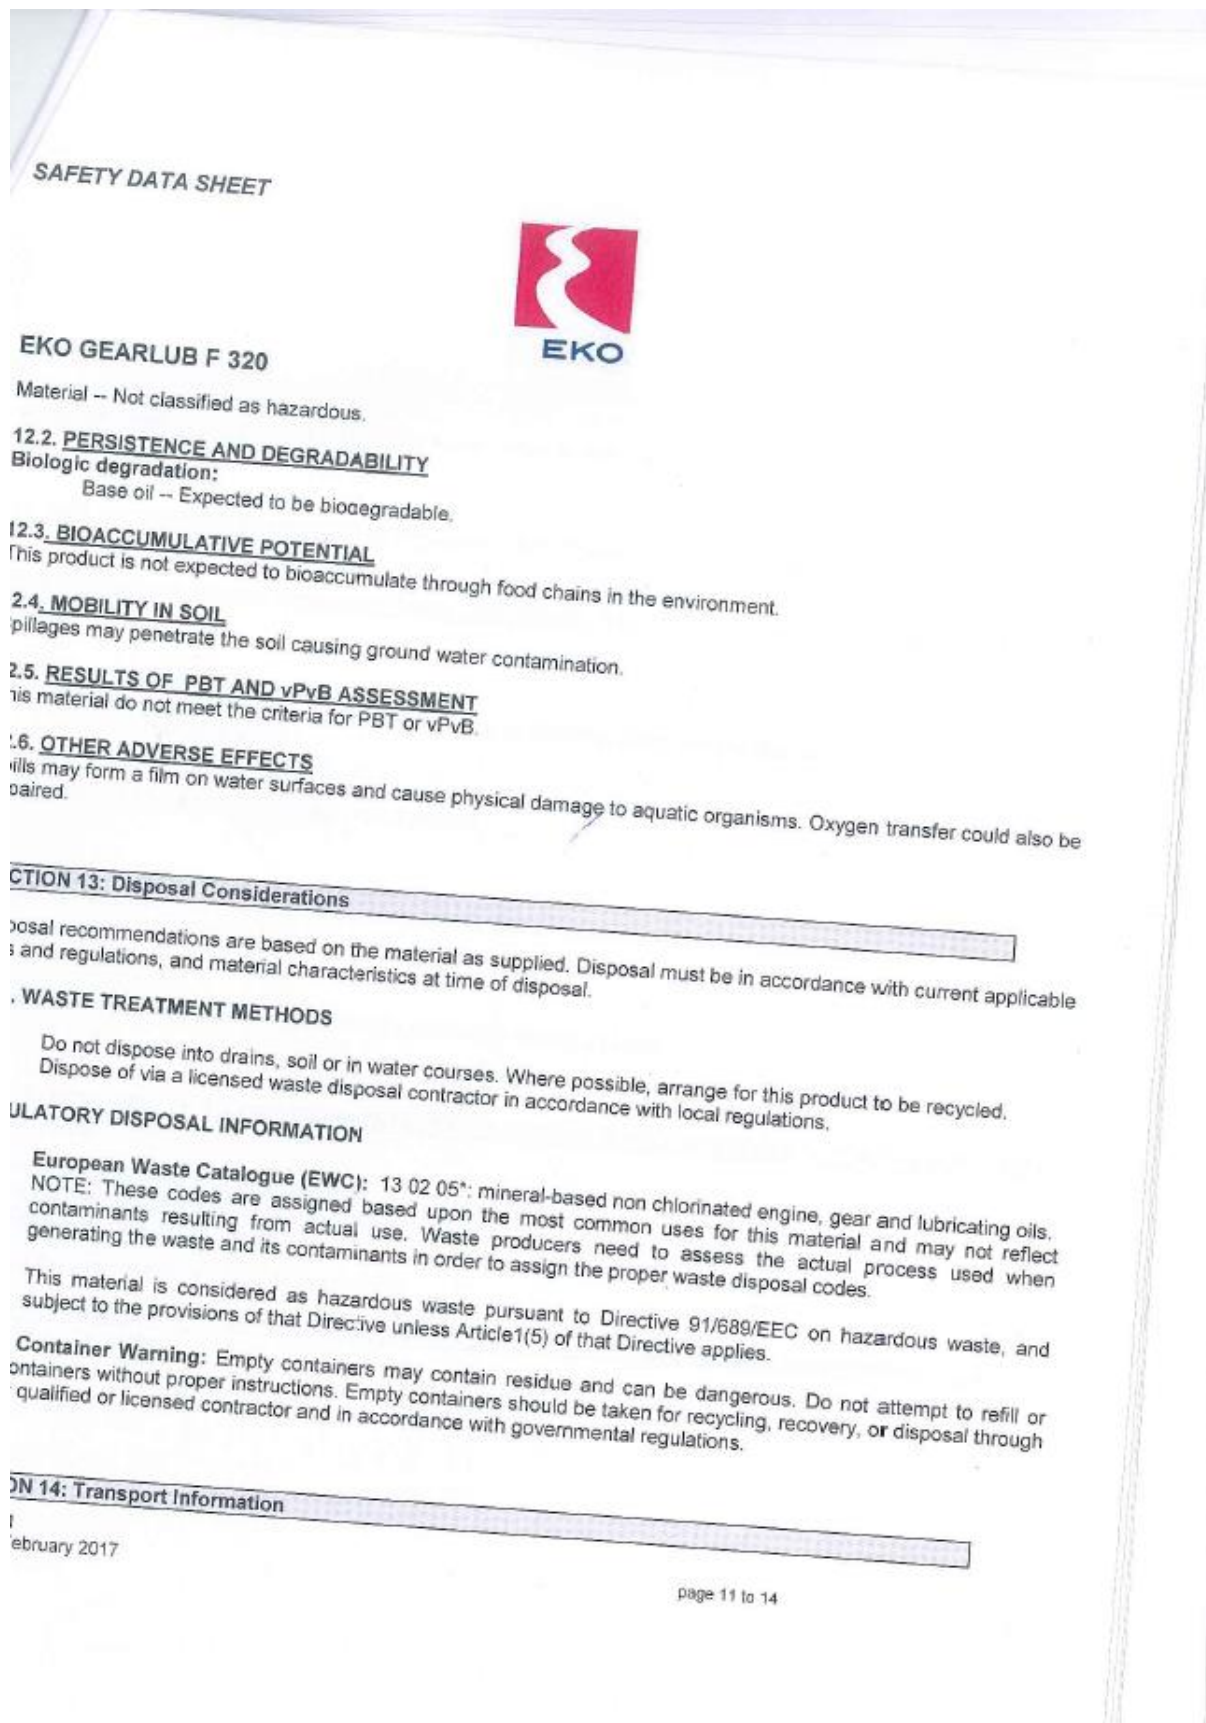 SAFETY DATA SHEET
EKO
EKO GEARLUB F 320
Material -- Not classified as hazardous.
12.2. PERSISTENCE AND DEGRADABILITY
Biologic degradation:
Base oil -- Expected to be biodegradable.
12.3. BIOACCUMULATIVE POTENTIAL
This product is not expected to bioaccumulate through food chains in the environment.
2.4. MOBILITY IN SOIL
pillages may penetrate the soil causing ground water contamination.
2.5. RESULTS OF PBT AND vPvB ASSESSMENT
his material do not meet the criteria for PBT or vPvB.
.6. OTHER ADVERSE EFFECTS
ills may form a film on water surfaces and cause physical damage to aquatic organisms. Oxygen transfer could also be
paired.
CTION 13: Disposal Considerations
posal recommendations are based on the material as supplied. Disposal must be in accordance with current applicable
s and regulations, and material characteristics at time of disposal.
. WASTE TREATMENT METHODS
Do not dispose into drains, soil or in water courses. Where possible, arrange for this product to be recycled.
Dispose of via a licensed waste disposal contractor in accordance with local regulations.
ULATORY DISPOSAL INFORMATION
European Waste Catalogue (EWC): 13 02 05*: mineral-based non chlorinated engine, gear and lubricating oils.
NOTE: These codes are assigned based upon the most common uses for this material and may not reflect
contaminants resulting from actual use. Waste producers need to assess the actual process used when
generating the waste and its contaminants in order to assign the proper waste disposal codes.
This material is considered as hazardous waste pursuant to Directive 91/689/EEC on hazardous waste, and
subject to the provisions of that Directive unless Article1(5) of that Directive applies.
Container Warning: Empty containers may contain residue and can be dangerous. Do not attempt to refill or
ontainers without proper instructions. Empty containers should be taken for recycling, recovery, or disposal through
qualified or licensed contractor and in accordance with governmental regulations.
ON 14: Transport Information
ebruary 2017
page 11 to 14